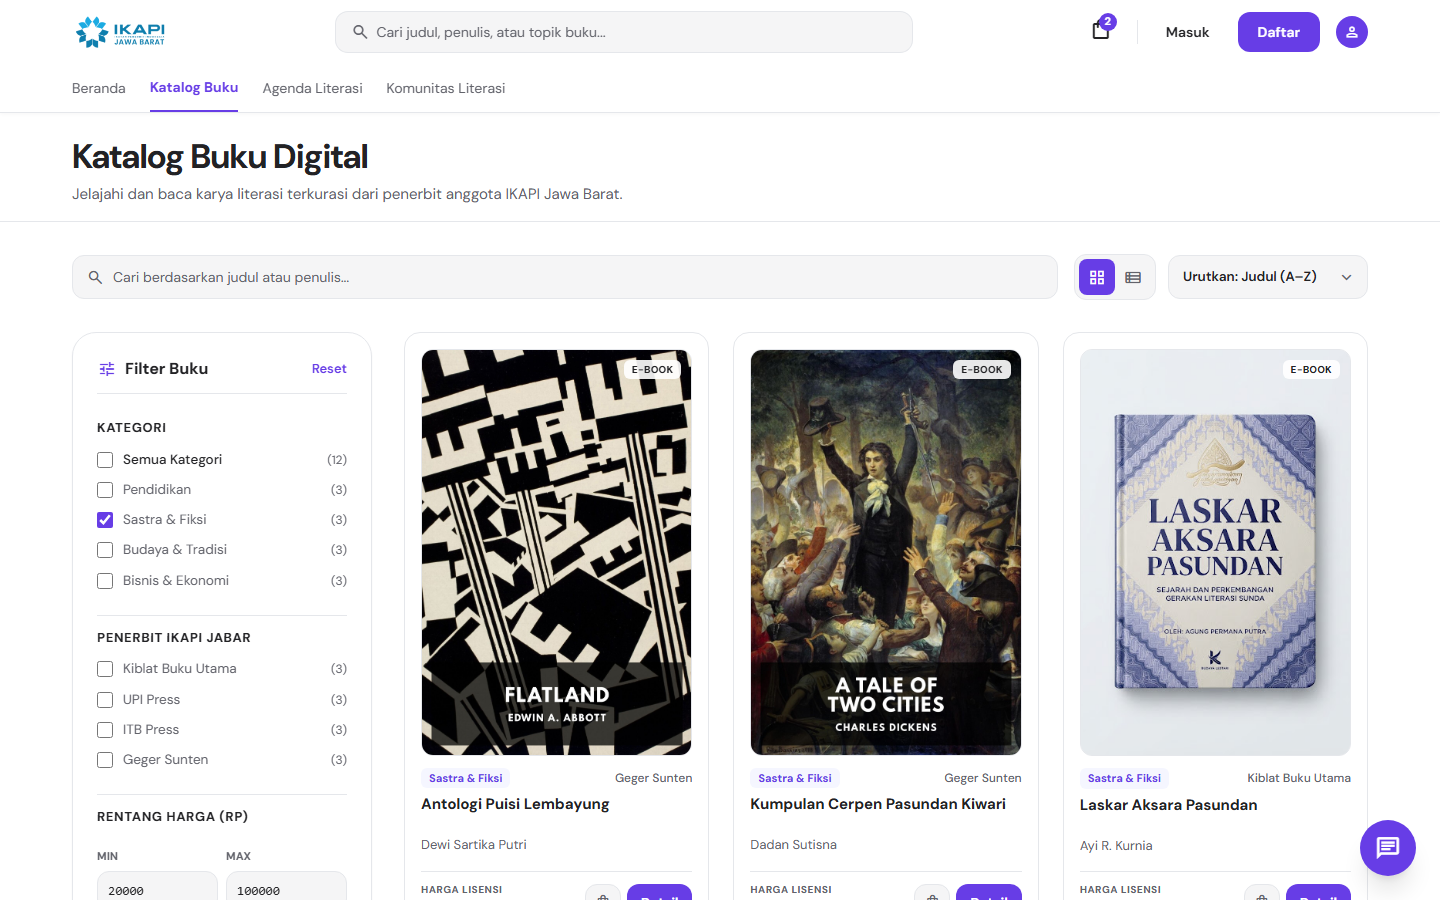 IKAPI
JAWA BARAT
Cari judul, penulis, atau topik buku...
2
Masuk
Daftar
Beranda
Katalog Buku
Agenda Literasi
Komunitas Literasi
Katalog Buku Digital
Jelajahi dan baca karya literasi terkurasi dari penerbit anggota IKAPI Jawa Barat.
Cari berdasarkan judul atau penulis...
Urutkan: Judul (A–Z)
Filter Buku
Reset
KATEGORI
Semua Kategori (12)
Pendidikan (3)
Sastra & Fiksi (3)
Budaya & Tradisi (3)
Bisnis & Ekonomi (3)
PENERBIT IKAPI JABAR
Kiblat Buku Utama (3)
UPI Press (3)
ITB Press (3)
Geger Sunten (3)
RENTANG HARGA (RP)
MIN
MAX
20000
100000
E-BOOK
FLATLAND
EDWIN A. ABBOTT
Sastra & Fiksi
Geger Sunten
Antologi Puisi Lembayung
Dewi Sartika Putri
HARGA LISENSI
Detail
E-BOOK
A TALE OF
TWO CITIES
CHARLES DICKENS
Sastra & Fiksi
Geger Sunten
Kumpulan Cerpen Pasundan Kiwari
Dadan Sutisna
HARGA LISENSI
Detail
E-BOOK
LASKAR
AKSARA
PASUNDAN
SEJARAH DAN PERKEMBANGAN
GERAKAN LITERASI SUNDA
OLEH: AGUNG PERMANA PUTRA
Sastra & Fiksi
Kiblat Buku Utama
Laskar Aksara Pasundan
Ayi R. Kurnia
HARGA LISENSI
Detail